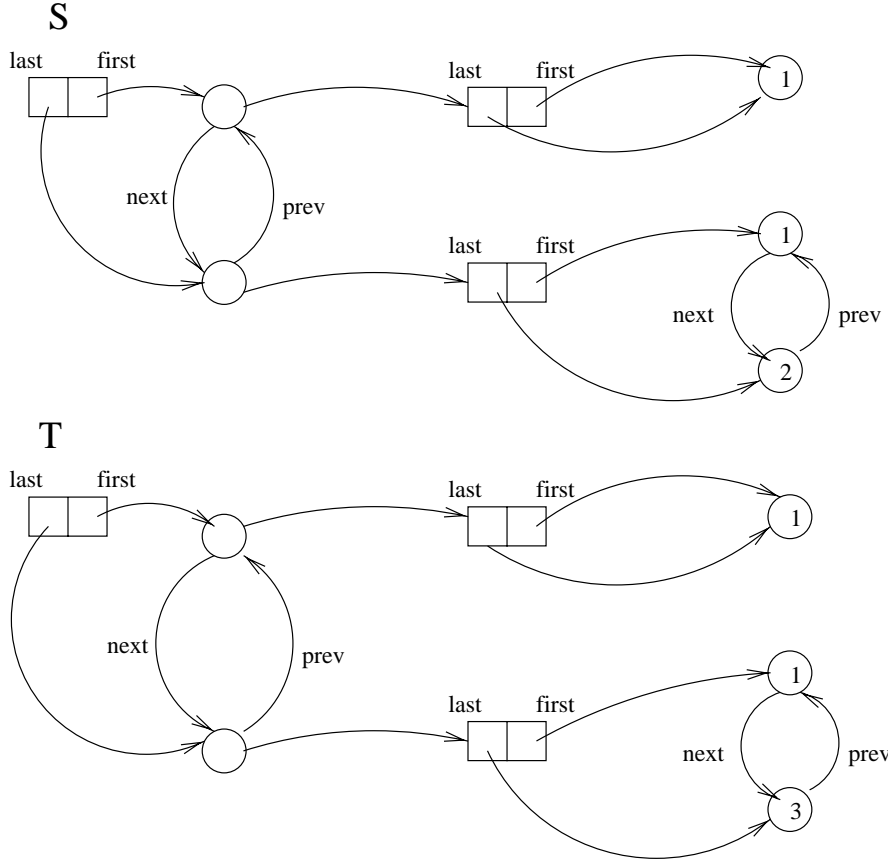 S
last first last first
1
next prev
last first
1
next prev
2
T
last first last first
1
next prev
last first
1
next prev
3